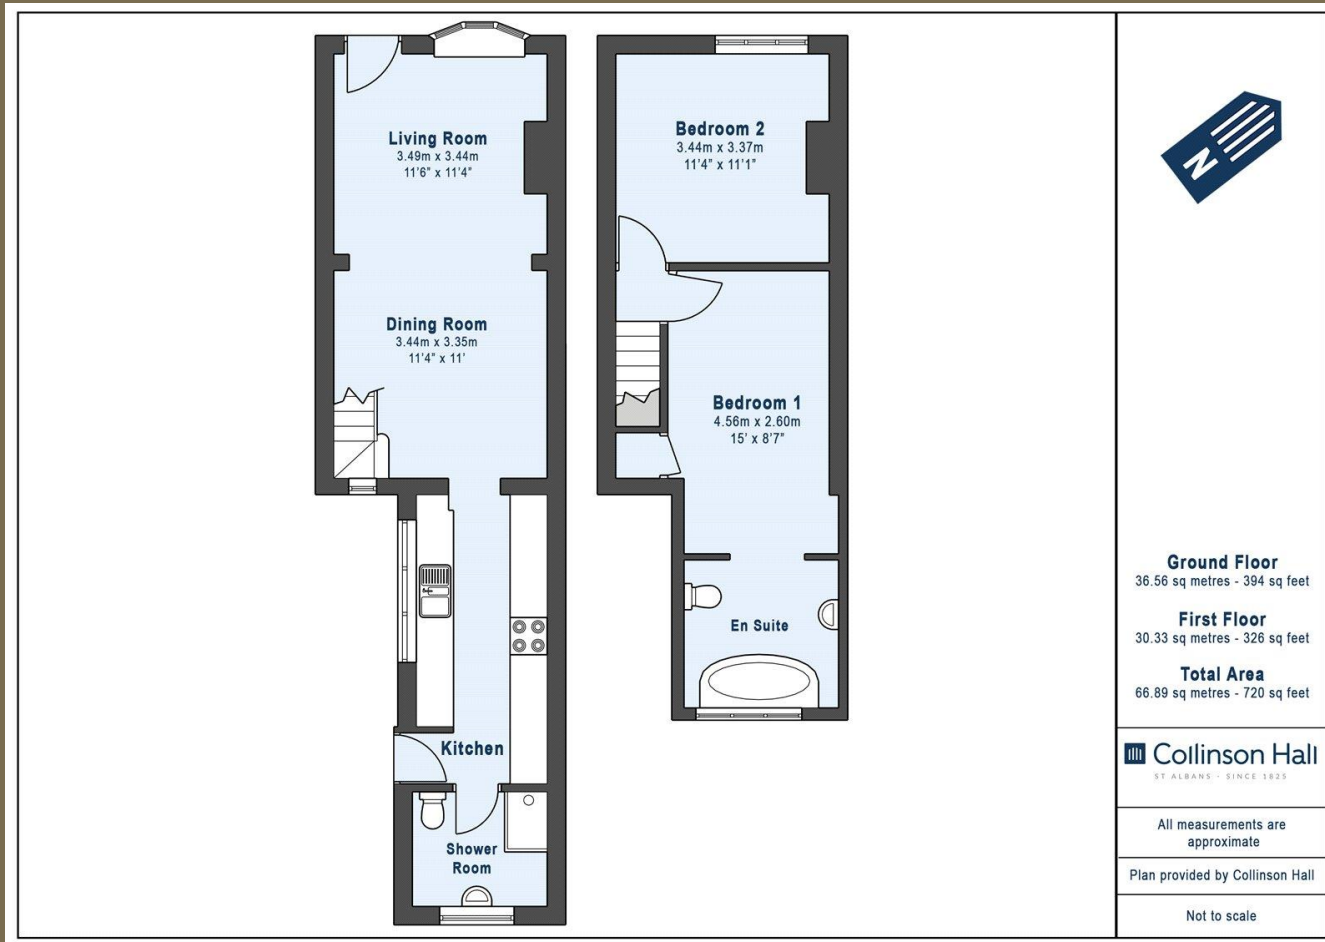 Living Room
3.49m x 3.44m
11'6" x 11'4"
Dining Room
3.44m x 3.35m
11'4" x 11'
Kitchen
Shower
Room
Bedroom 2
3.44m x 3.37m
11'4" x 11'1"
Bedroom 1
4.56m x 2.60m
15' x 8'7"
En Suite
N
Ground Floor
36.56 sq metres - 394 sq feet
First Floor
30.33 sq metres - 326 sq feet
Total Area
66.89 sq metres - 720 sq feet
Collinson Hall
ST ALBANS - SINCE 1825
All measurements are
approximate
Plan provided by Collinson Hall
Not to scale